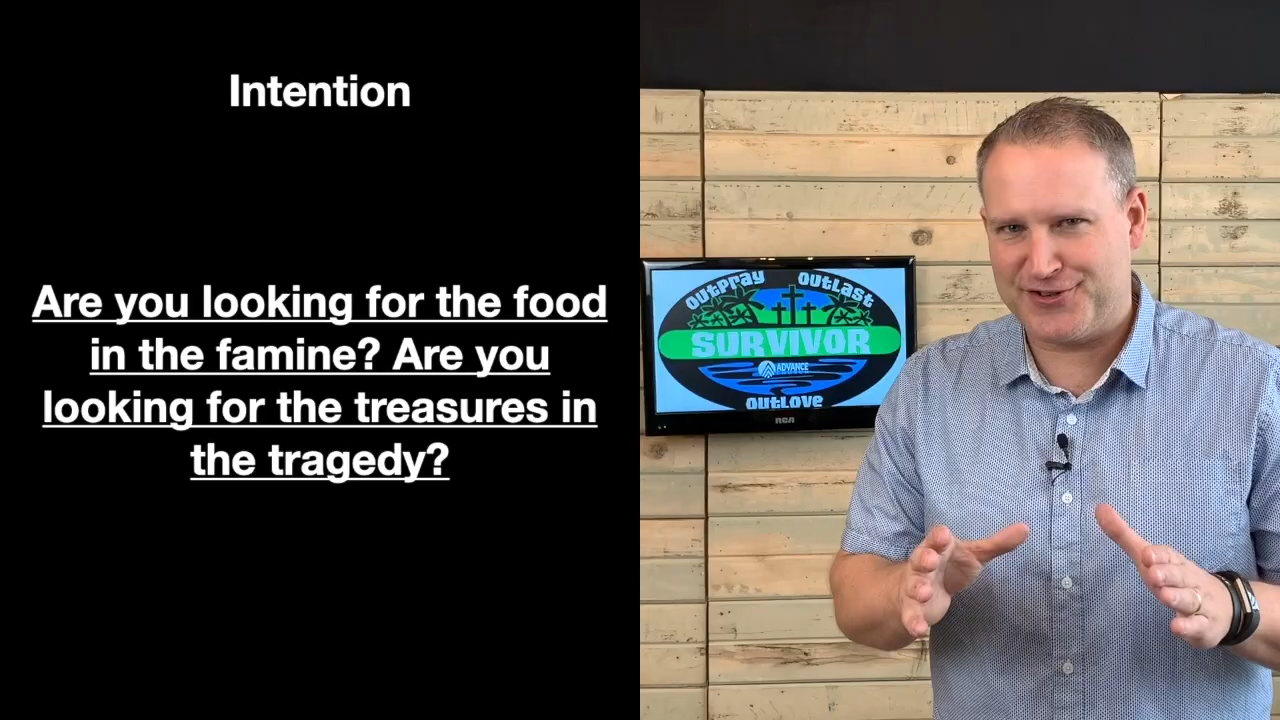 Intention
Are you looking for the food
in the famine? Are you
looking for the treasures in
the tragedy?
OUTPRAY OUTLAST
SURVIVOR
ADVANCE
OUTLOVE
RCA